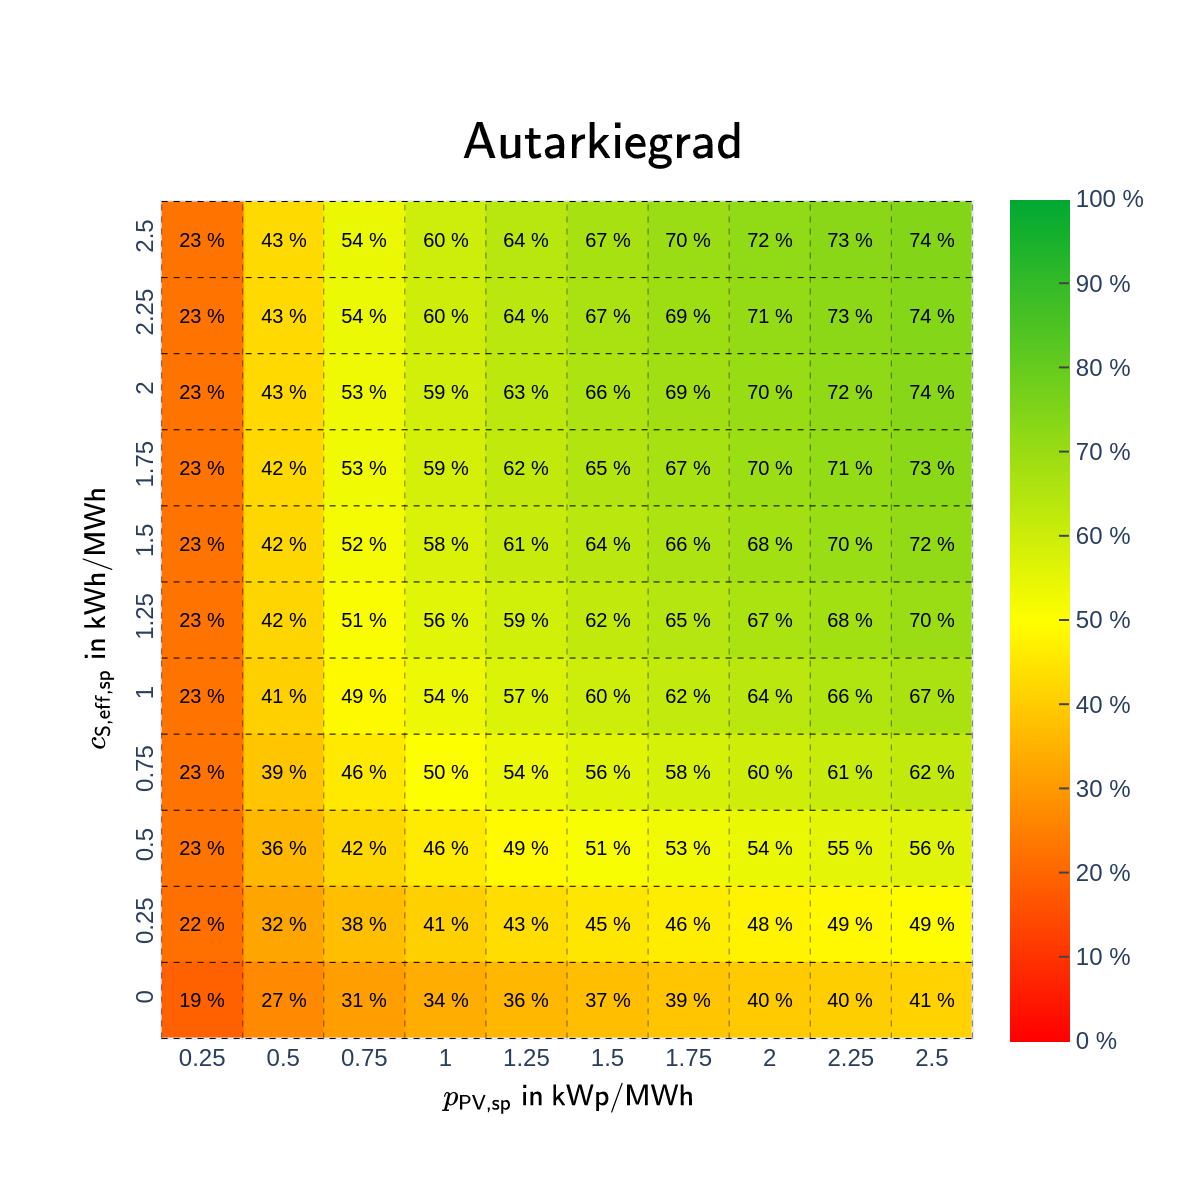 Autarkiegrad
2.5 23 % 43 % 54 % 60 % 64 % 67 % 70 % 72 % 73 % 74 %
2.25 23 % 43 % 54 % 60 % 64 % 67 % 69 % 71 % 73 % 74 %
2 23 % 43 % 53 % 59 % 63 % 66 % 69 % 70 % 72 % 74 %
1.75 23 % 42 % 53 % 59 % 62 % 65 % 67 % 70 % 71 % 73 %
1.5 23 % 42 % 52 % 58 % 61 % 64 % 66 % 68 % 70 % 72 %
1.25 23 % 42 % 51 % 56 % 59 % 62 % 65 % 67 % 68 % 70 %
1 23 % 41 % 49 % 54 % 57 % 60 % 62 % 64 % 66 % 67 %
0.75 23 % 39 % 46 % 50 % 54 % 56 % 58 % 60 % 61 % 62 %
0.5 23 % 36 % 42 % 46 % 49 % 51 % 53 % 54 % 55 % 56 %
0.25 22 % 32 % 38 % 41 % 43 % 45 % 46 % 48 % 49 % 49 %
0 19 % 27 % 31 % 34 % 36 % 37 % 39 % 40 % 40 % 41 %
0.25 0.5 0.75 1 1.25 1.5 1.75 2 2.25 2.5
p_PV,sp in kWp/MWh
c_S,eff,sp in kWh/MWh
100 %
90 %
80 %
70 %
60 %
50 %
40 %
30 %
20 %
10 %
0 %